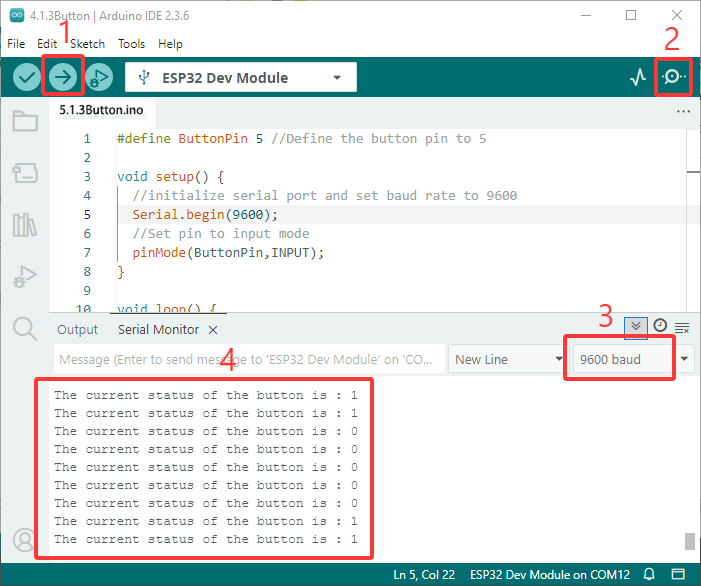 4.1.3Button | Arduino IDE 2.3.6
File Edit Sketch Tools Help
1
2
ESP32 Dev Module
5.1.3Button.ino
1 #define ButtonPin 5 //Define the button pin to 5
2
3 void setup() {
4 //initialize serial port and set baud rate to 9600
5 Serial.begin(9600);
6 //Set pin to input mode
7 pinMode(ButtonPin,INPUT);
8 }
9
10 void loop() {
3
Output Serial Monitor
Message (Enter to send message to 'ESP32 Dev Module' on 'CO... New Line 9600 baud
4
The current status of the button is : 1
The current status of the button is : 1
The current status of the button is : 0
The current status of the button is : 0
The current status of the button is : 0
The current status of the button is : 0
The current status of the button is : 0
The current status of the button is : 1
The current status of the button is : 1
Ln 5, Col 22 ESP32 Dev Module on COM12